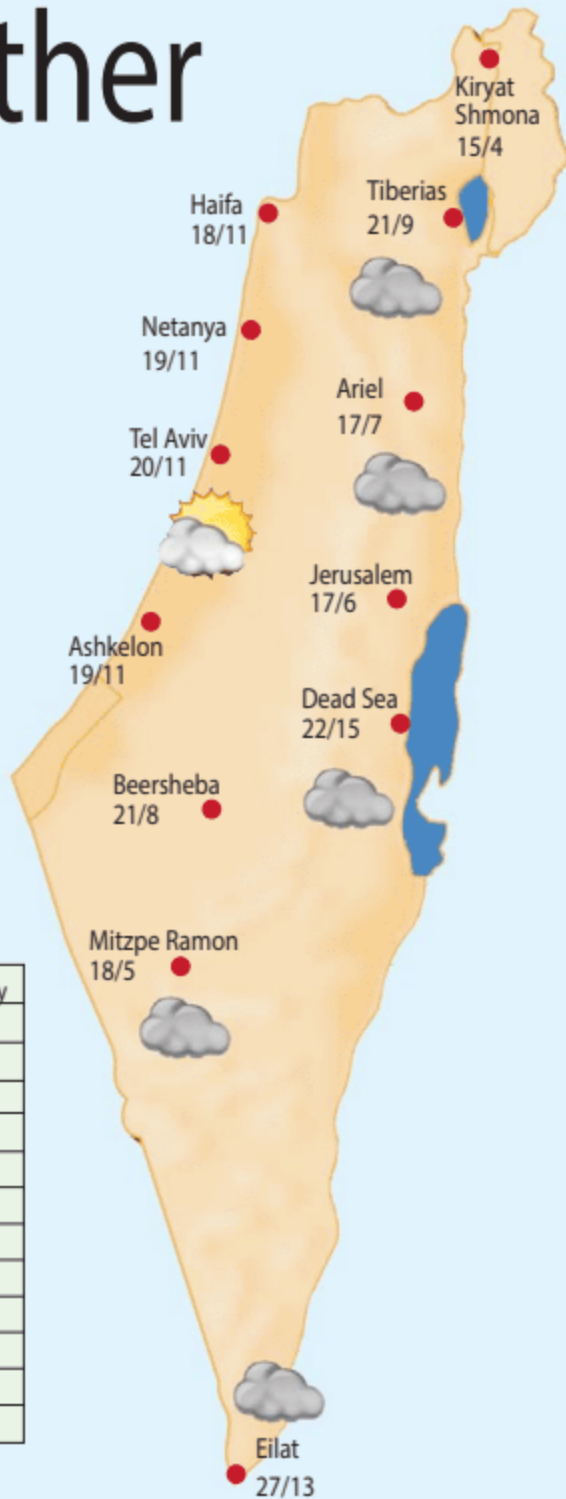 ther
Kiryat
Shmona
15/4
Tiberias
21/9
Haifa
18/11
Netanya
19/11
Ariel
17/7
Tel Aviv
20/11
Jerusalem
17/6
Ashkelon
19/11
Dead Sea
22/15
Beersheba
21/8
Mitzpe Ramon
18/5
y
Eilat
27/13